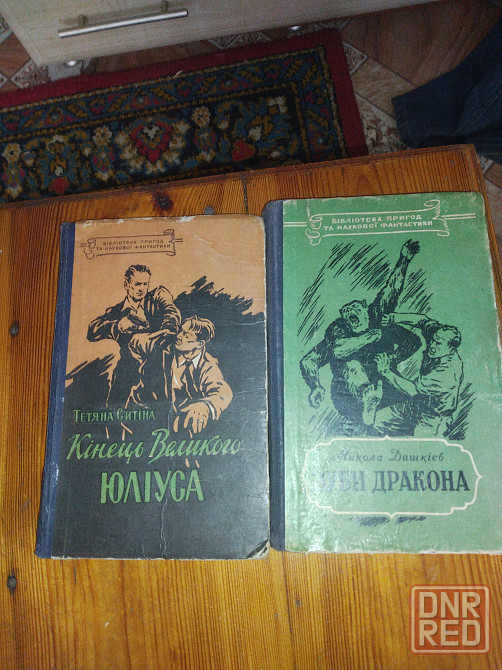 БІБЛІОТЕКА ПРИГОД
ТА НАУКОВОЇ ФАНТАСТИКИ
ТЕТЯНА СИТІНА
Кінець Великого
ЮЛІУСА
БІБЛІОТЕКА ПРИГОД
ТА НАУКОВОЇ ФАНТАСТИКИ
Микола Дашкієв
ЗУБИ ДРАКОНА
DNR
RED